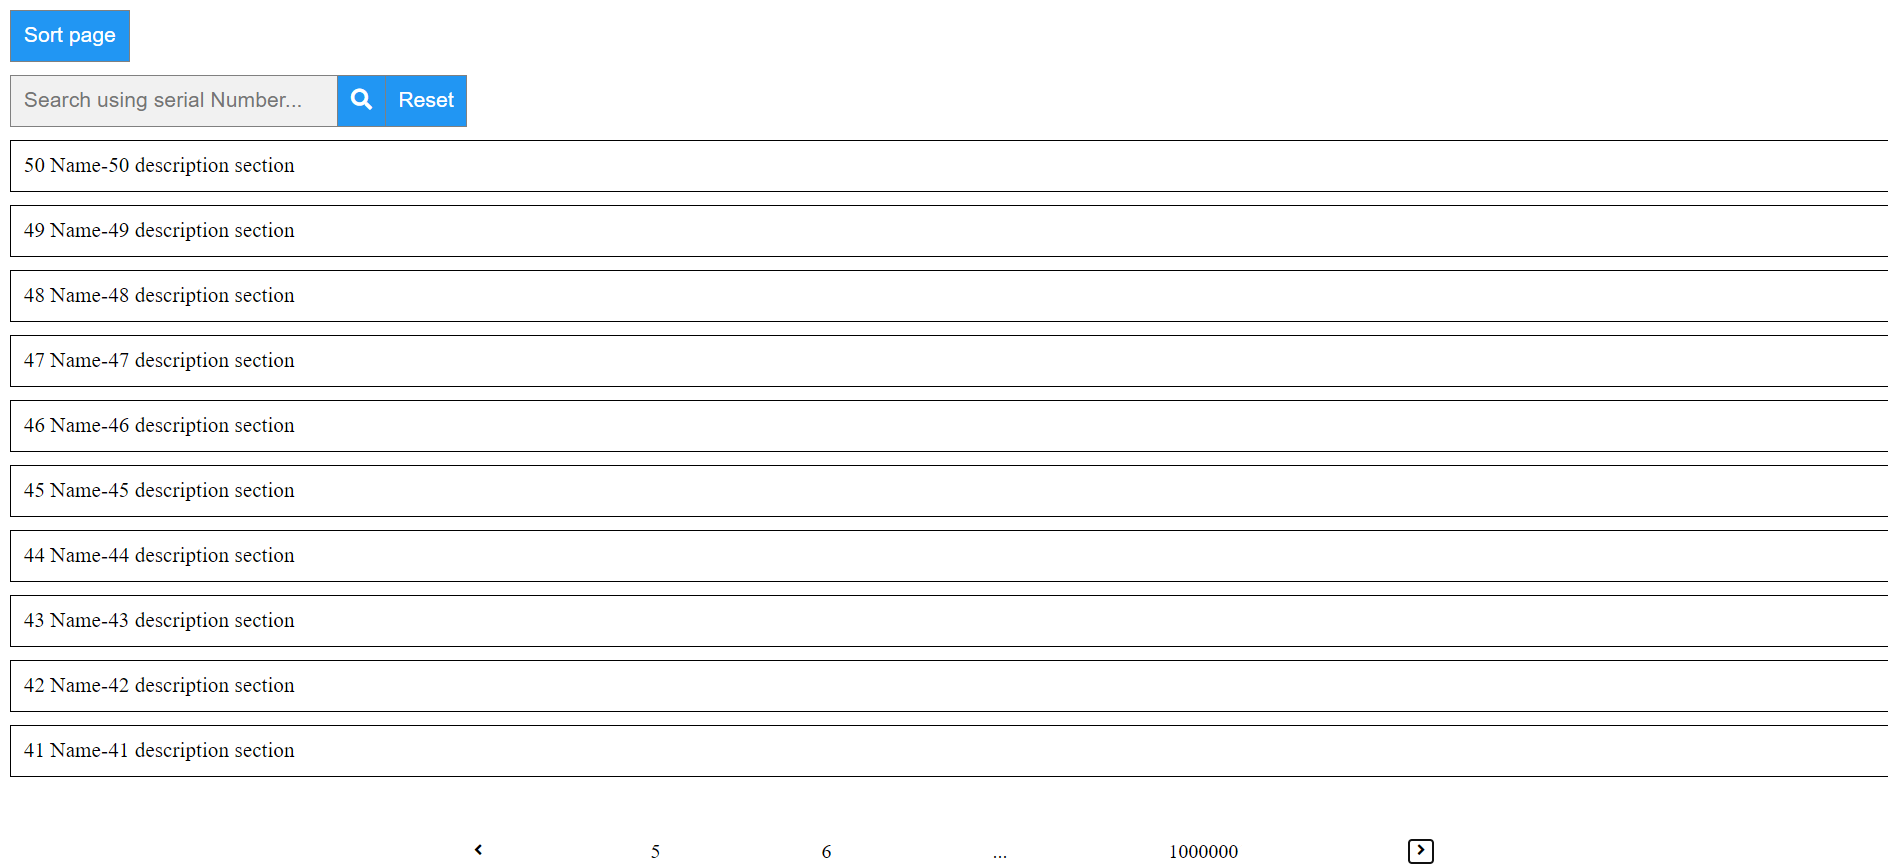 Sort page
Search using serial Number... Reset
50 Name-50 description section
49 Name-49 description section
48 Name-48 description section
47 Name-47 description section
46 Name-46 description section
45 Name-45 description section
44 Name-44 description section
43 Name-43 description section
42 Name-42 description section
41 Name-41 description section
5 6 ... 1000000